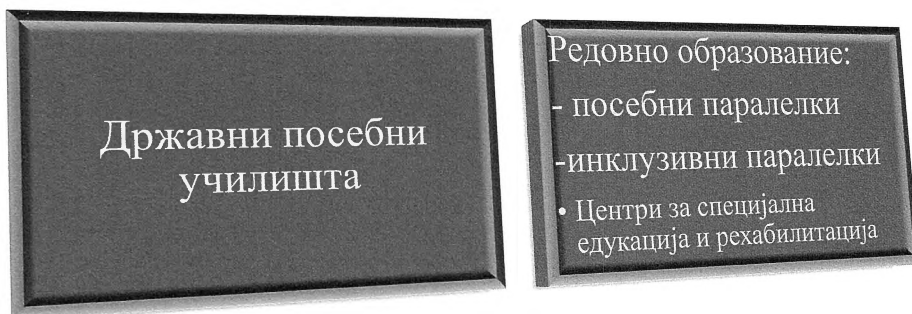 Државни посебни
училишта
Редовно образование:
- посебни паралелки
-инклузивни паралелки
• Центри за специјална
едукација и рехабилитација